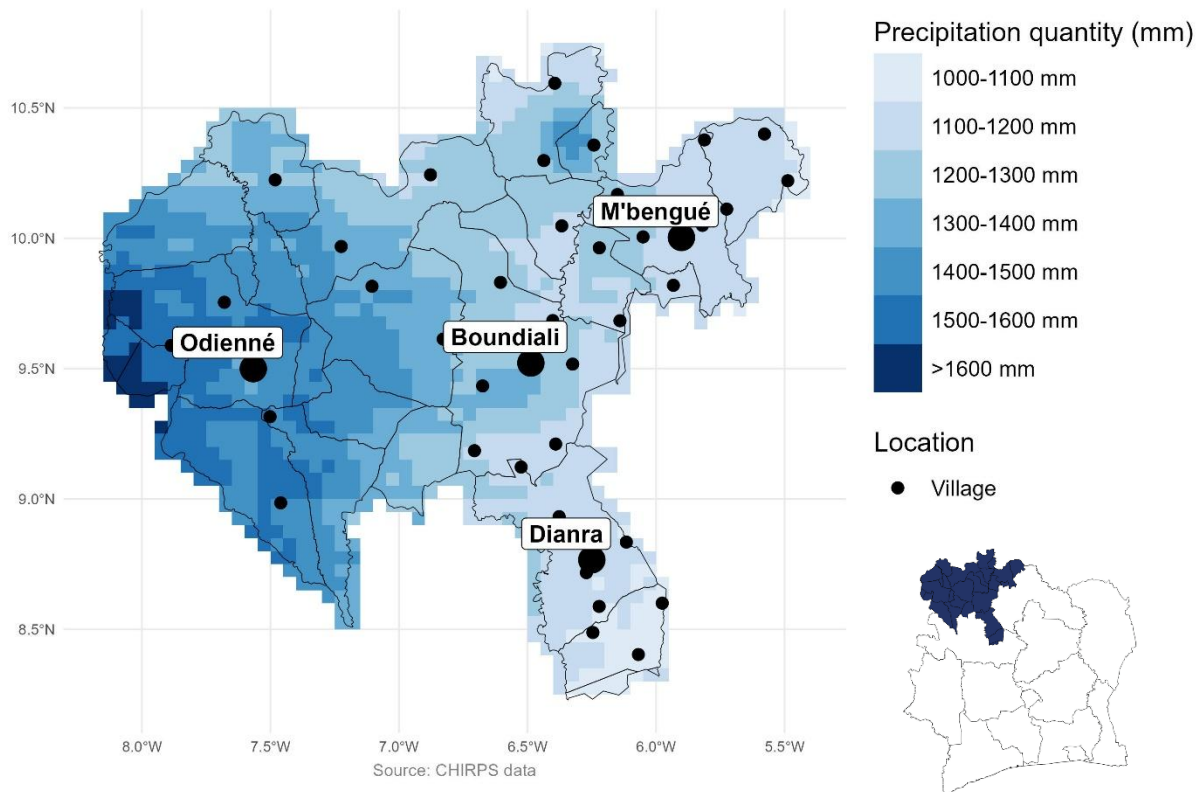 Precipitation quantity (mm)
1000-1100 mm
1100-1200 mm
1200-1300 mm
1300-1400 mm
1400-1500 mm
1500-1600 mm
>1600 mm
Location
Village
10.5°N
10.0°N
9.5°N
9.0°N
8.5°N
M'bengué
Odienné
Boundiali
Dianra
8.0°W 7.5°W 7.0°W 6.5°W 6.0°W 5.5°W
Source: CHIRPS data